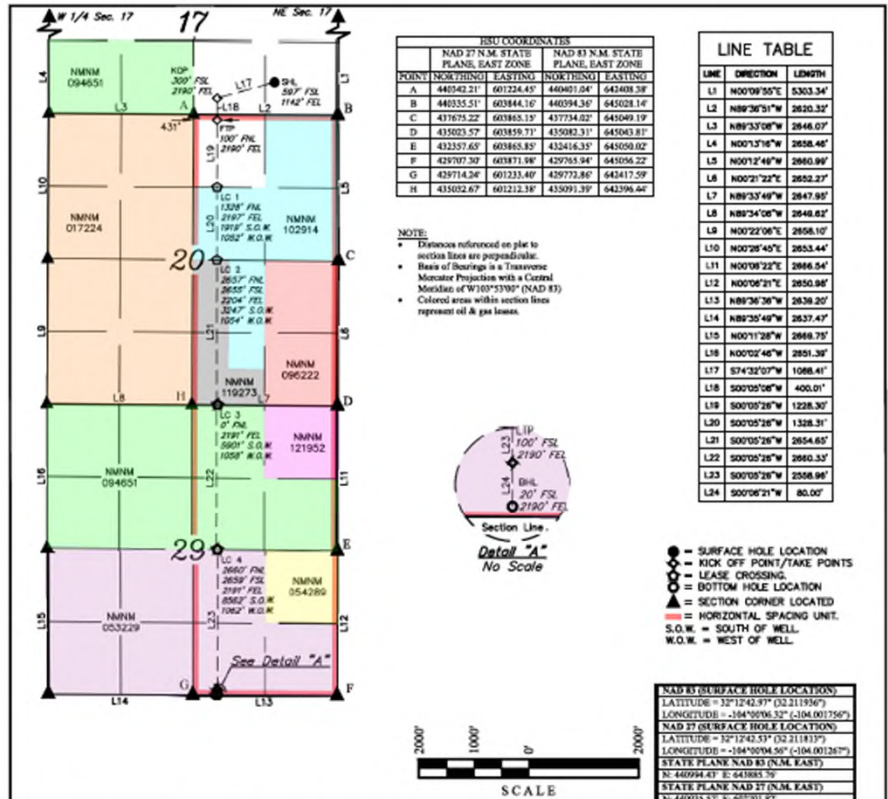 W 1/4 Sec. 17
17
NE Sec. 17
L4
NMNM
094651
KOP
300' FSL
2190' FEL
L17
SHL
597' FSL
1142' FEL
L1
L3
A
L18
L2
B
431'
FTP
100' FNL
2190' FEL
L19
L10
L5
LC 1
1328' FNL
2197' FEL
1919' S.O.W.
1052' W.O.W.
L20
NMNM
017224
NMNM
102914
20
C
LC 2
2657' FNL
2655' FSL
2204' FEL
3247' S.O.W.
1054' W.O.W.
L21
L9
L6
NMNM
096222
NMNM
119273
L8
H
L7
D
LC 3
0' FNL
2191' FEL
5901' S.O.W.
1058' W.O.W.
NMNM
121952
NMNM
094651
L16
L22
L11
29
E
LC 4
2660' FNL
2659' FSL
2191' FEL
8562' S.O.W.
1062' W.O.W.
NMNM
054289
NMNM
053229
L15
L23
L12
See Detail "A"
G
F
L14
L13
HSU COORDINATES
NAD 27 N.M. STATE PLANE, EAST ZONE NAD 83 N.M. STATE PLANE, EAST ZONE
POINT NORTHING EASTING NORTHING EASTING
A 440342.21' 601224.45' 440401.04' 642408.38'
B 440335.51' 603844.16' 440394.36' 645028.14'
C 437675.22' 603865.15' 437734.02' 645049.19'
D 435023.57' 603859.71' 435082.31' 645043.81'
E 432357.65' 603865.85' 432416.35' 645050.02'
F 429707.30' 603871.98' 429765.94' 645056.22'
G 429714.24' 601233.40' 429772.86' 642417.59'
H 435032.67' 601212.38' 435091.39' 642396.44'
NOTE:
• Distances referenced on plat to
section lines are perpendicular.
• Basis of Bearings is a Transverse
Mercator Projection with a Central
Meridian of W103°53'00" (NAD 83)
• Colored areas within section lines
represent oil & gas leases.
LINE TABLE
LINE DIRECTION LENGTH
L1 N00°09'55"E 5303.34'
L2 N89°36'51"W 2620.32'
L3 N89°33'08"W 2646.07'
L4 N00°13'16"W 2658.46'
L5 N00°12'49"W 2660.99'
L6 N00°21'22"E 2652.27'
L7 N89°33'49"W 2647.95'
L8 N89°34'06"W 2649.62'
L9 N00°22'06"E 2658.10'
L10 N00°26'45"E 2653.44'
L11 N00°08'22"E 2666.54'
L12 N00°06'21"E 2650.98'
L13 N89°36'36"W 2639.20'
L14 N89°35'49"W 2637.47'
L15 N00°11'28"W 2669.75'
L16 N00°02'46"W 2651.39'
L17 S74°32'07"W 1088.41'
L18 S00°05'08"W 400.01'
L19 S00°05'26"W 1228.30'
L20 S00°05'26"W 1328.31'
L21 S00°05'26"W 2654.65'
L22 S00°05'26"W 2660.33'
L23 S00°05'26"W 2558.96'
L24 S00°06'21"W 80.00'
LTP
100' FSL
2190' FEL
L23
L24
BHL
20' FSL
2190' FEL
Section Line.
Detail "A"
No Scale
= SURFACE HOLE LOCATION
= KICK OFF POINT/TAKE POINTS
= LEASE CROSSING.
= BOTTOM HOLE LOCATION
= SECTION CORNER LOCATED
= HORIZONTAL SPACING UNIT.
S.O.W. = SOUTH OF WELL.
W.O.W. = WEST OF WELL.
2000' 1000' 0' 2000'
SCALE
NAD 83 (SURFACE HOLE LOCATION)
LATITUDE = 32°12'42.97" (32.211936°)
LONGITUDE = -104°00'06.32" (-104.001756°)
NAD 27 (SURFACE HOLE LOCATION)
LATITUDE = 32°12'42.53" (32.211813°)
LONGITUDE = -104°00'04.56" (-104.001267°)
STATE PLANE NAD 83 (N.M. EAST)
N: 440994.43' E: 643885.76'
STATE PLANE NAD 27 (N.M. EAST)